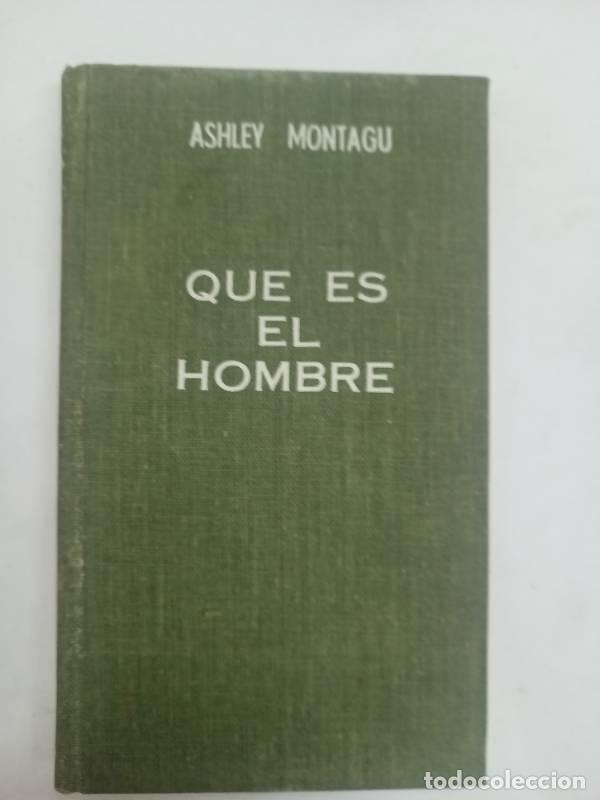 ASHLEY MONTAGU
QUE ES
EL
HOMBRE
todocoleccion